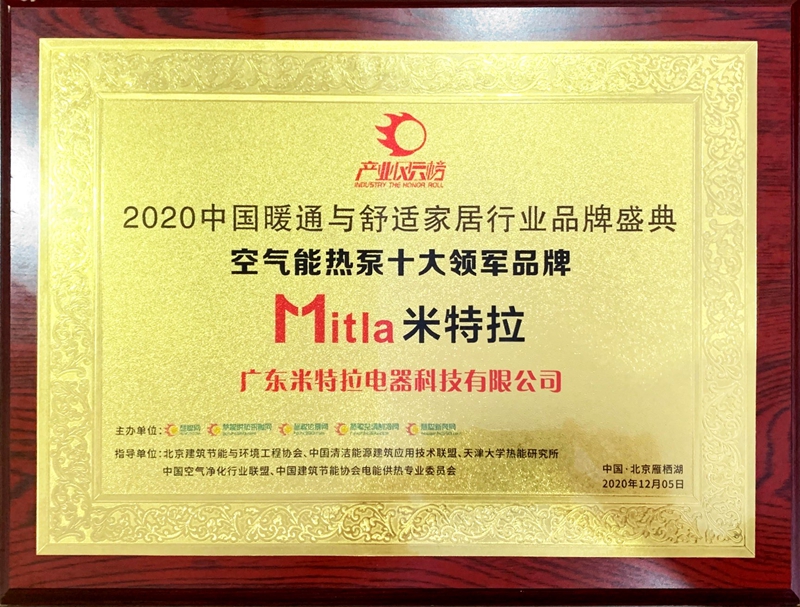 产业风云榜
INDUSTRY THE HONOR ROLL
2020中国暖通与舒适家居行业品牌盛典
空气能热泵十大领军品牌
Mitla 米特拉
广东米特拉电器科技有限公司
主办单位：慧聪网
指导单位：北京建筑节能与环境工程协会、中国清洁能源建筑应用技术联盟、天津大学热能研究所
中国空气净化行业联盟、中国建筑节能协会电能供热专业委员会
中国·北京雁栖湖
2020年12月05日